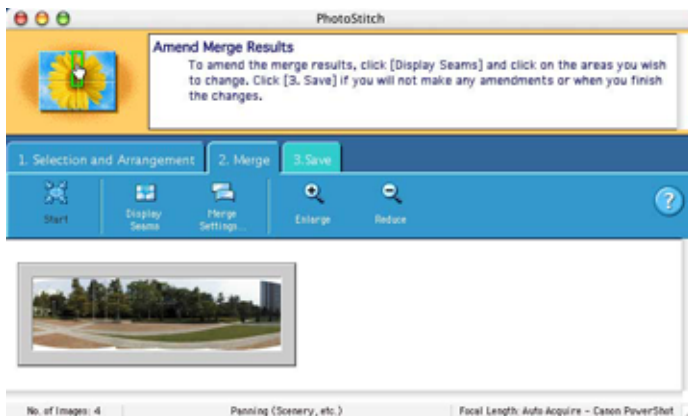 PhotoStitch
Amend Merge Results
To amend the merge results, click [Display Seams] and click on the areas you wish
to change. Click [3. Save] if you will not make any amendments or when you finish
the changes.
1. Selection and Arrangement
2. Merge
3. Save
Start
Display
Seams
Merge
Settings...
Enlarge
Reduce
?
No. of Images: 4
Panning (Scenery, etc.)
Focal Length: Auto Acquire - Canon PowerShot